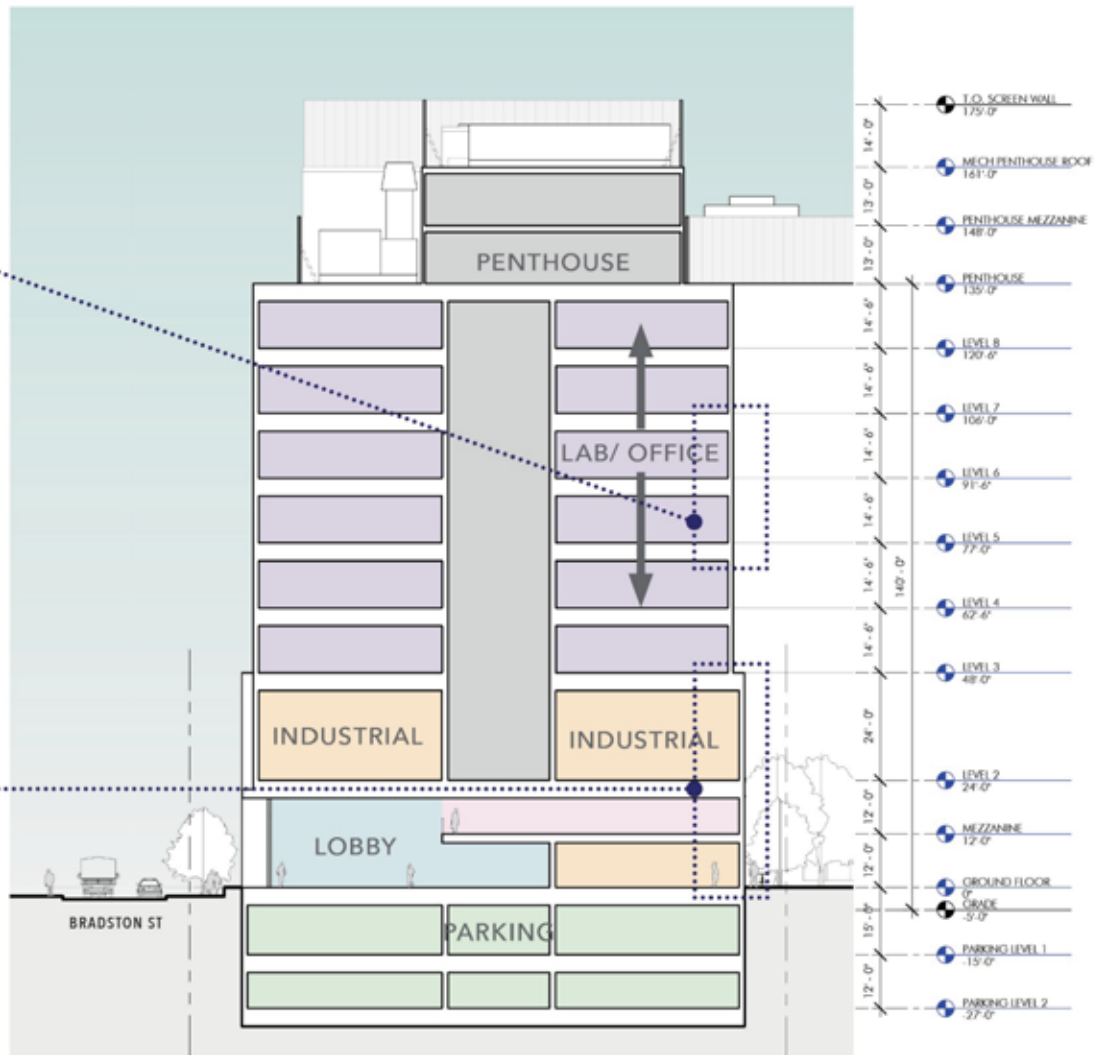 T.O. SCREEN WALL
175'-0"
14' - 0"
MECH PENTHOUSE ROOF
161'-0"
13' - 0"
PENTHOUSE MEZZANINE
148'-0"
13' - 0"
PENTHOUSE
PENTHOUSE
135'-0"
14' - 6"
LEVEL 8
120'-6"
14' - 6"
LEVEL 7
106'-0"
14' - 6"
LAB/ OFFICE
LEVEL 6
91'-6"
14' - 6"
LEVEL 5
77'-0"
14' - 6"
140' - 0"
LEVEL 4
62'-6"
14' - 6"
LEVEL 3
48'-0"
INDUSTRIAL
INDUSTRIAL
24' - 0"
LEVEL 2
24'-0"
12' - 0"
MEZZANINE
12'-0"
LOBBY
12' - 0"
GROUND FLOOR
0"
GRADE
-5'-0"
BRADSTON ST
PARKING
15' - 0"
PARKING LEVEL 1
-15'-0"
12' - 0"
PARKING LEVEL 2
-27'-0"